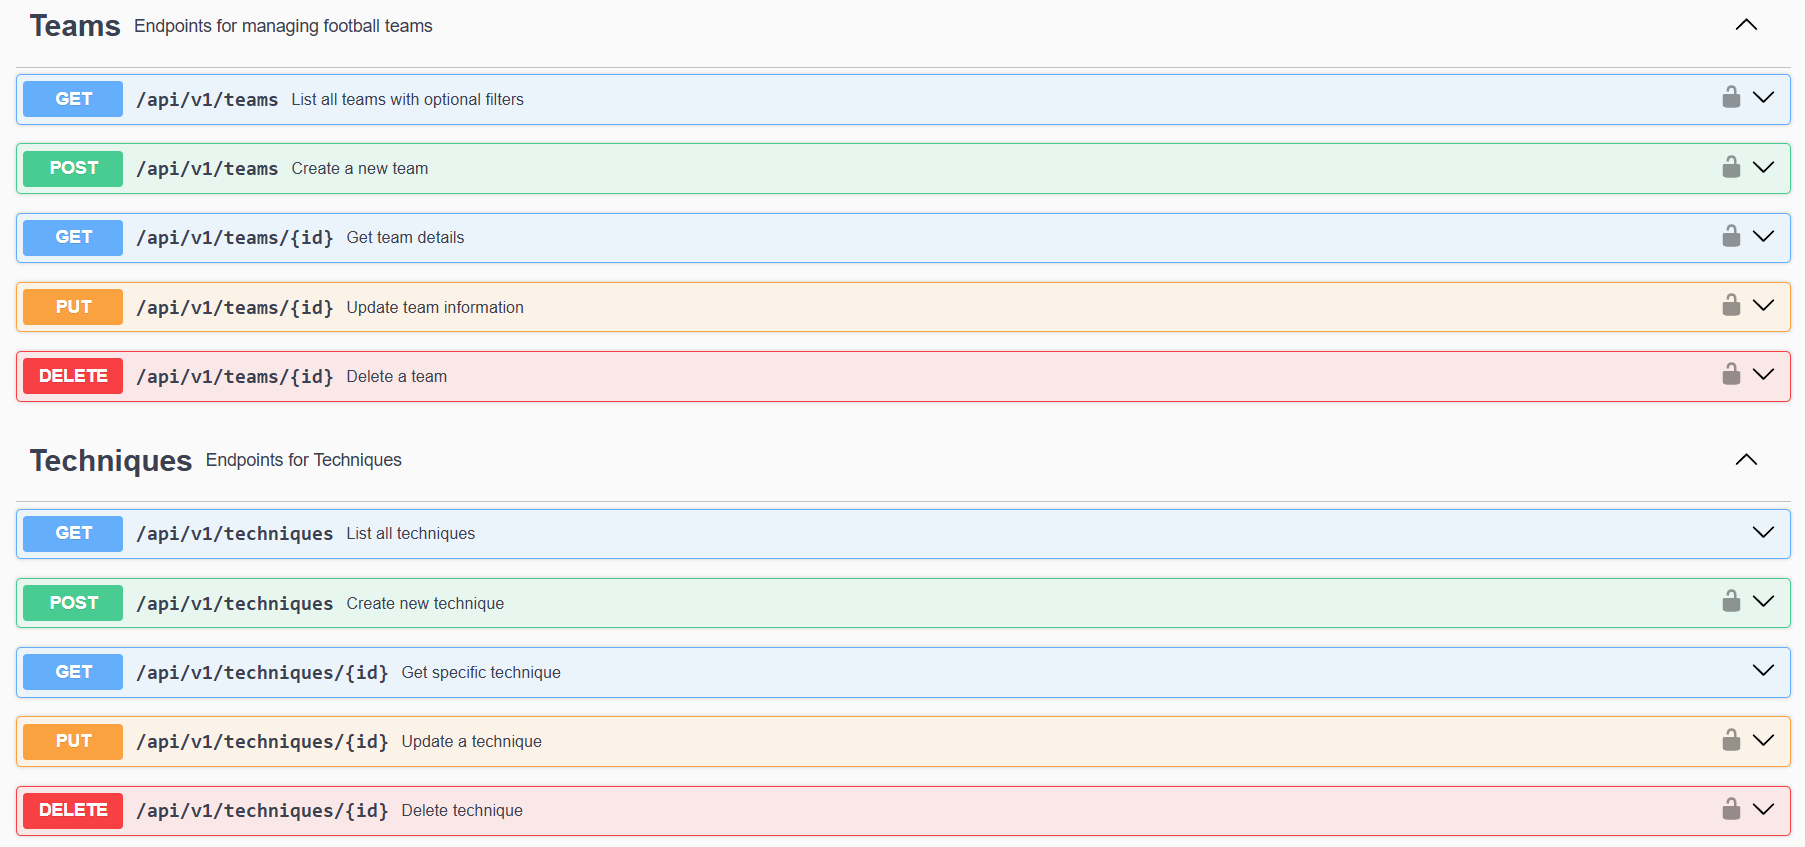 Teams Endpoints for managing football teams
GET /api/v1/teams List all teams with optional filters
POST /api/v1/teams Create a new team
GET /api/v1/teams/{id} Get team details
PUT /api/v1/teams/{id} Update team information
DELETE /api/v1/teams/{id} Delete a team
Techniques Endpoints for Techniques
GET /api/v1/techniques List all techniques
POST /api/v1/techniques Create new technique
GET /api/v1/techniques/{id} Get specific technique
PUT /api/v1/techniques/{id} Update a technique
DELETE /api/v1/techniques/{id} Delete technique